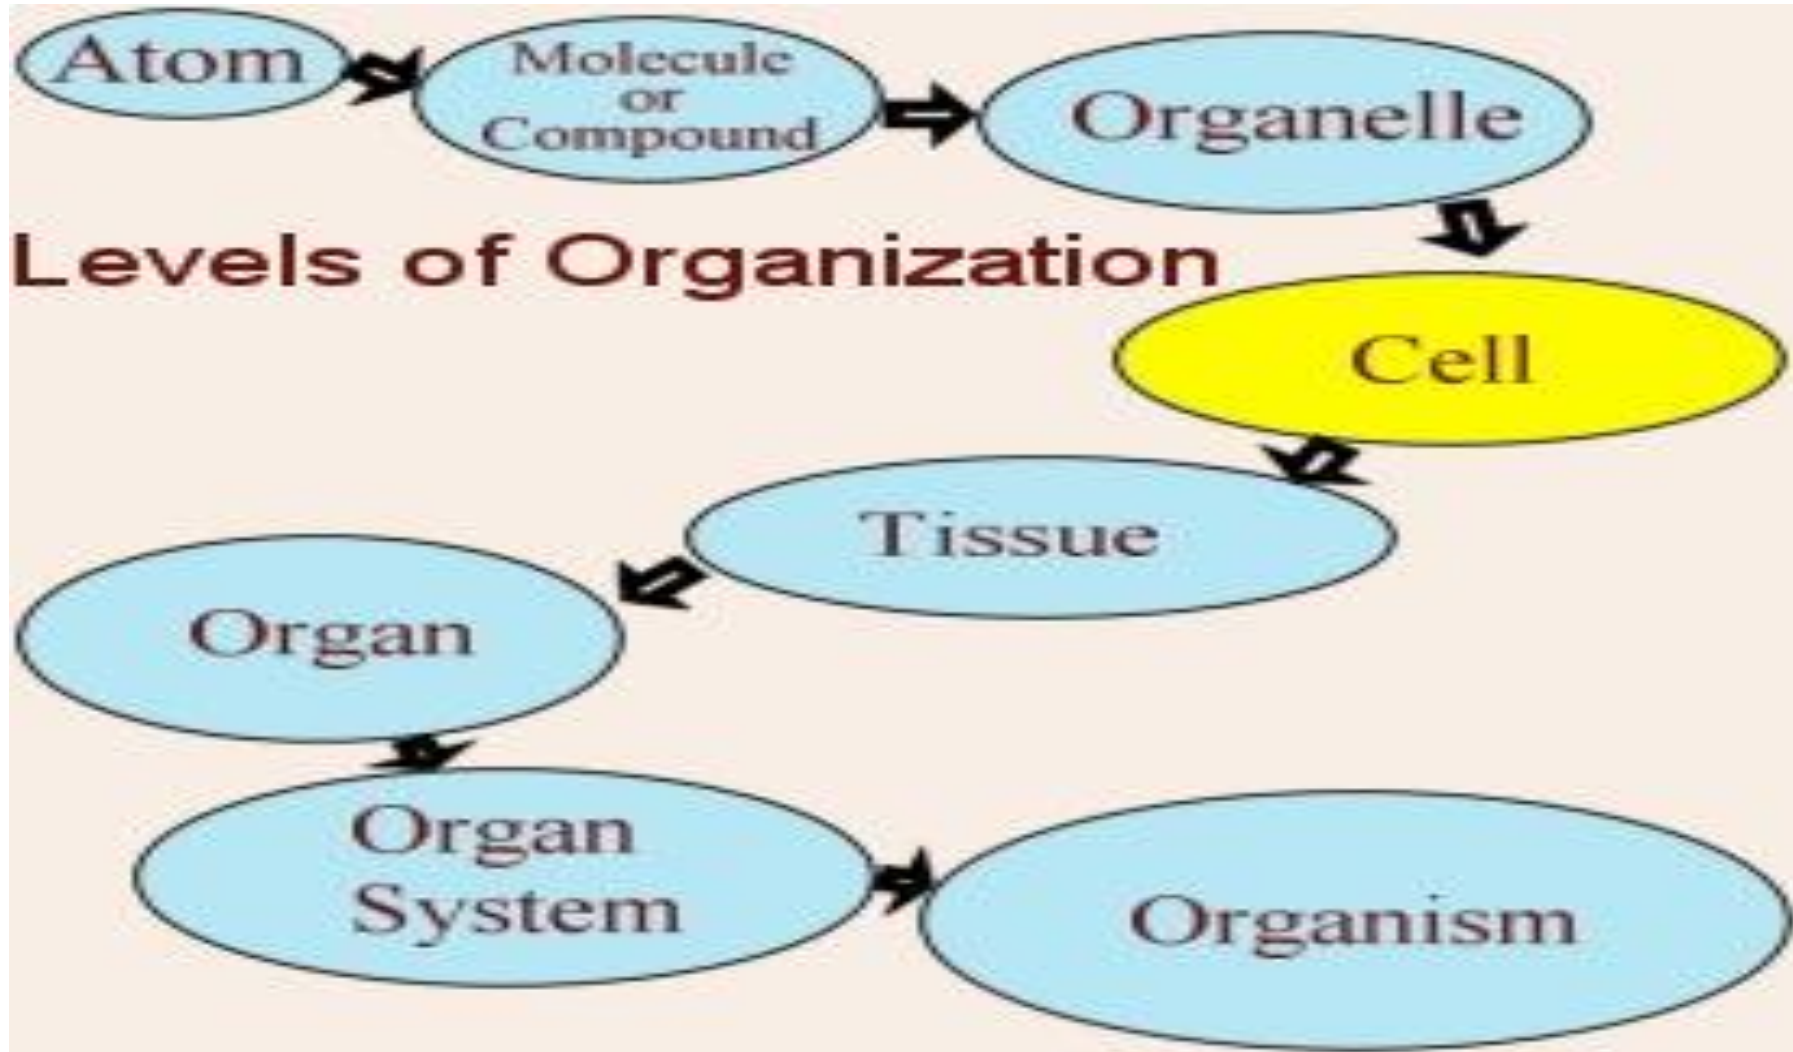 Atom
Molecule
or
Compound
Organelle
Levels of Organization
Cell
Tissue
Organ
Organ
System
Organism